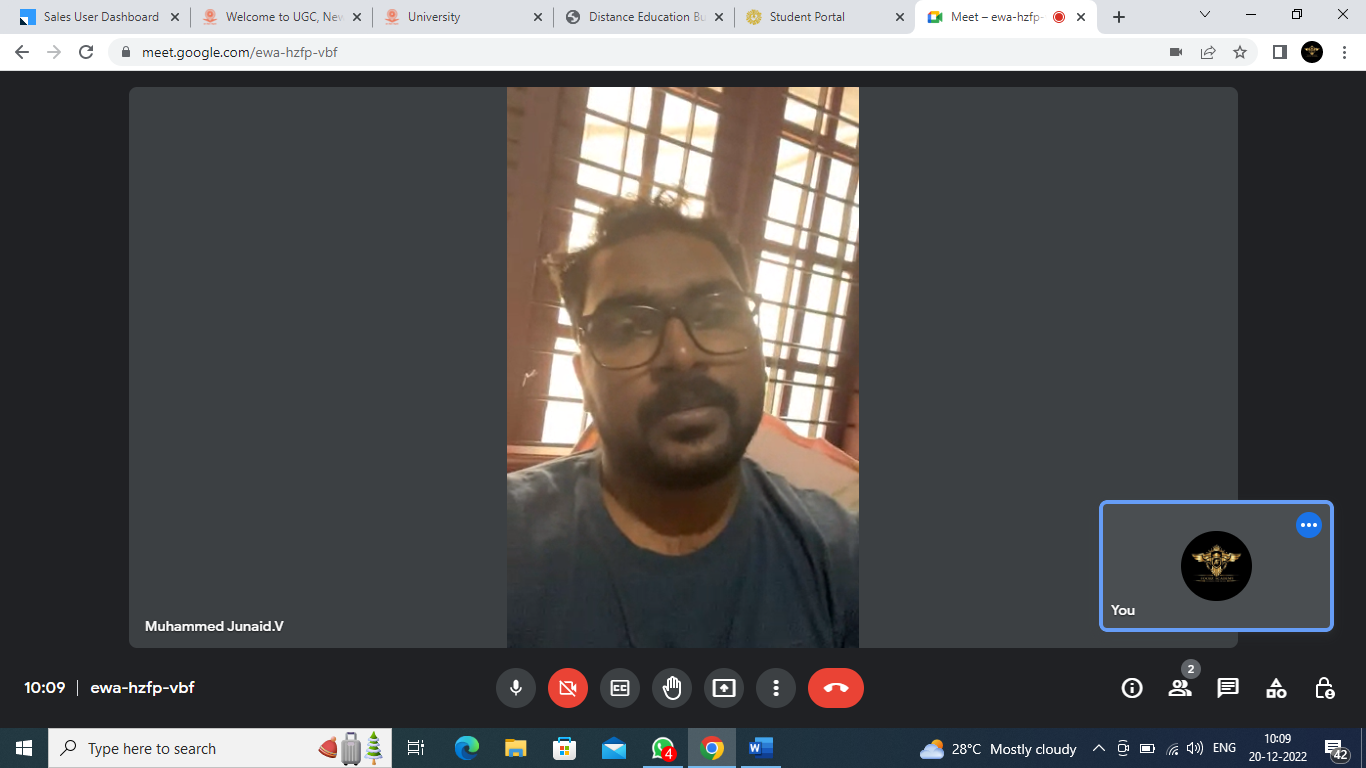 Sales User Dashboard
Welcome to UGC, New
University
Distance Education Bu
Student Portal
Meet – ewa-hzfp-
meet.google.com/ewa-hzfp-vbf
Muhammed Junaid.V
You
10:09 | ewa-hzfp-vbf
CC
2
Type here to search
4
W
28°C Mostly cloudy
ENG
10:09
20-12-2022
42